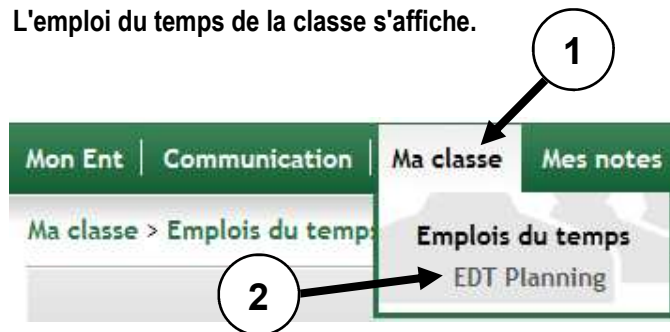 L'emploi du temps de la classe s'affiche.
1
Mon Ent | Communication | Ma classe Mes notes
Ma classe > Emplois du temps
Emplois du temps
EDT Planning
2